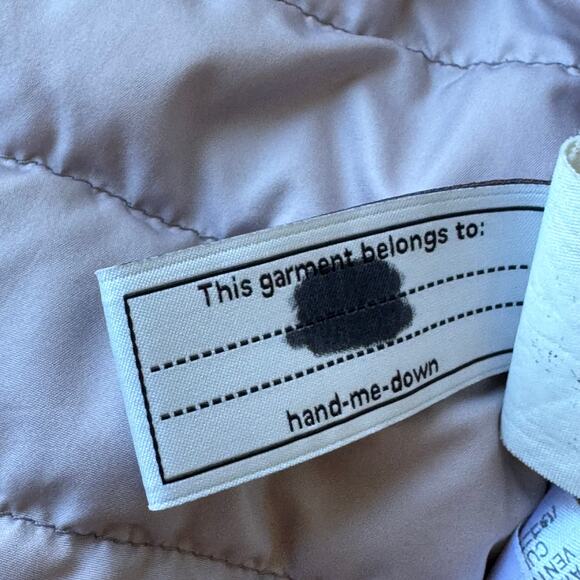 This garment belongs to:
hand-me-down